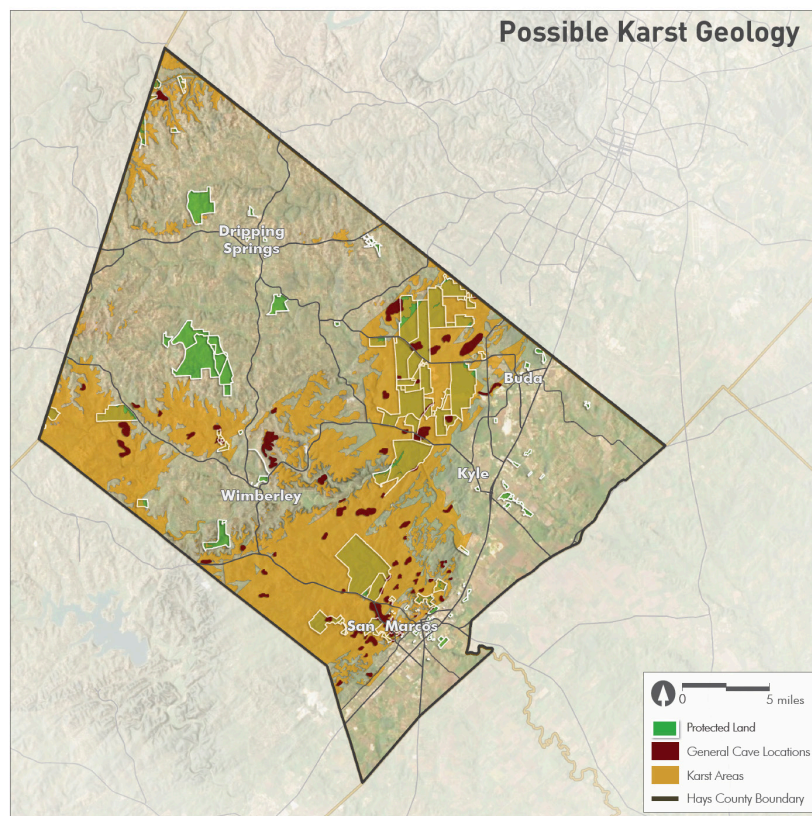 Possible Karst Geology
Dripping
Springs
Buda
Kyle
Wimberley
San Marcos
0
5 miles
Protected Land
General Cave Locations
Karst Areas
Hays County Boundary